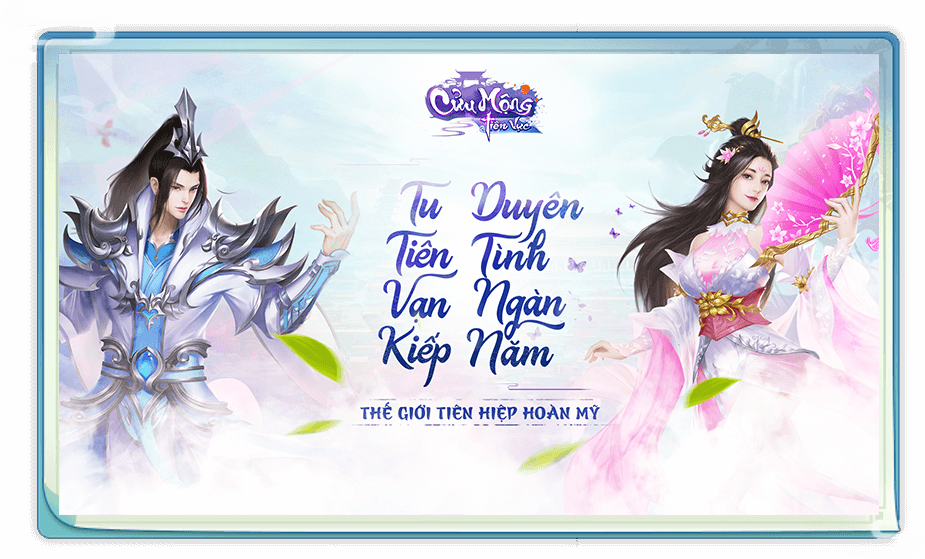 Cửu Mộng
Tiên Vực
Tu Duyên
Tiên Tình
Vạn Ngàn
Kiếp Năm
THẾ GIỚI TIÊN HIỆP HOÀN MỸ